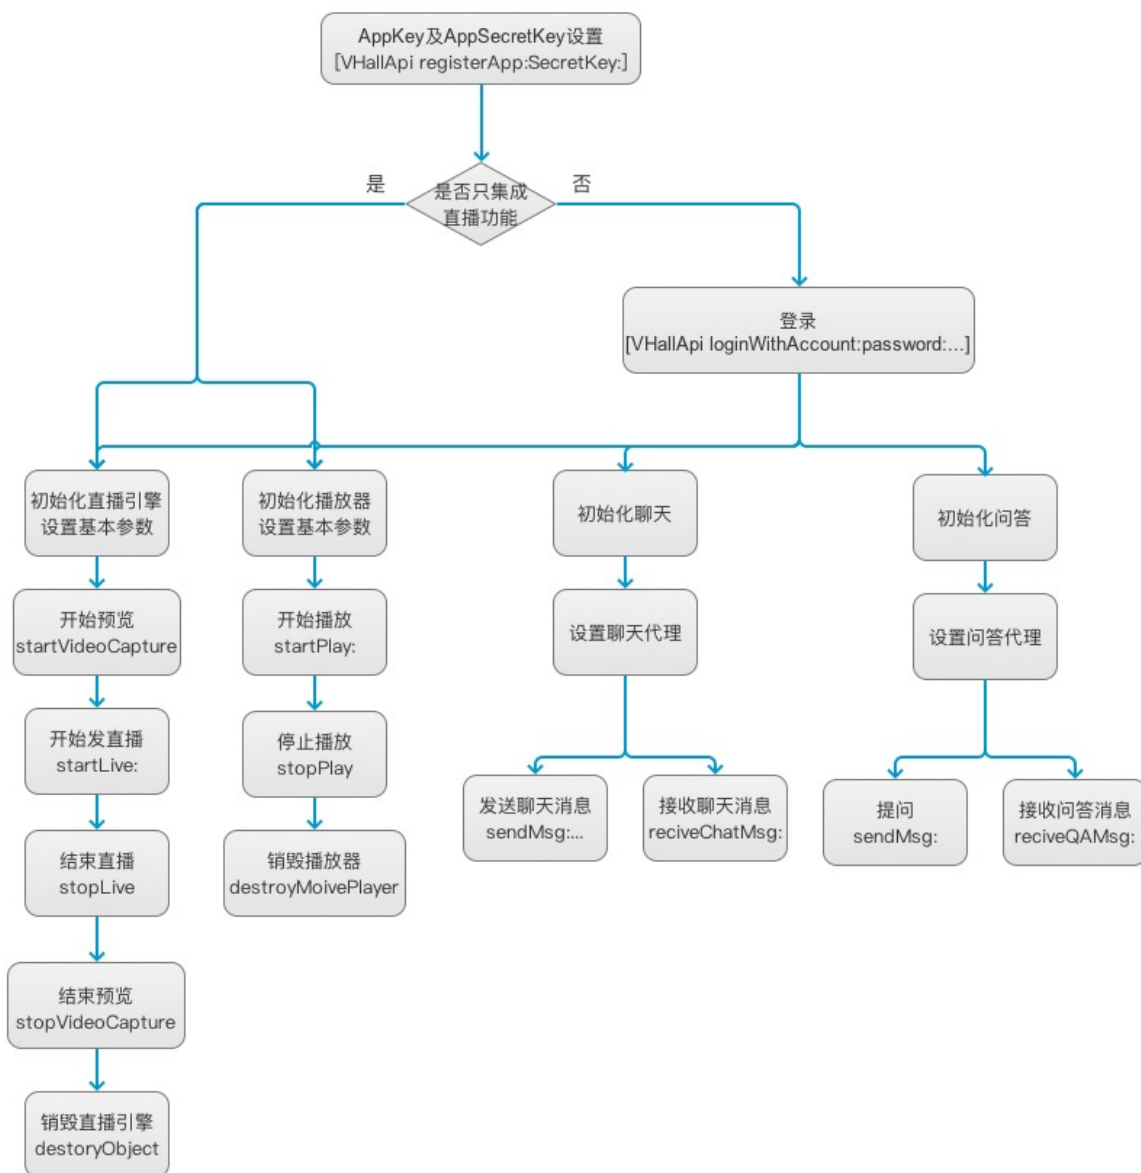 AppKey及AppSecretKey设置
[VHallApi registerApp:SecretKey:]
是
是否只集成
直播功能
否
登录
[VHallApi loginWithAccount:password:...]
初始化直播引擎
设置基本参数
初始化播放器
设置基本参数
初始化聊天
初始化问答
开始预览
startVideoCapture
开始播放
startPlay:
设置聊天代理
设置问答代理
开始发直播
startLive:
停止播放
stopPlay
发送聊天消息
sendMsg:...
接收聊天消息
reciveChatMsg:
提问
sendMsg:
接收问答消息
reciveQAMsg:
结束直播
stopLive
销毁播放器
destroyMoivePlayer
结束预览
stopVideoCapture
销毁直播引擎
destoryObject